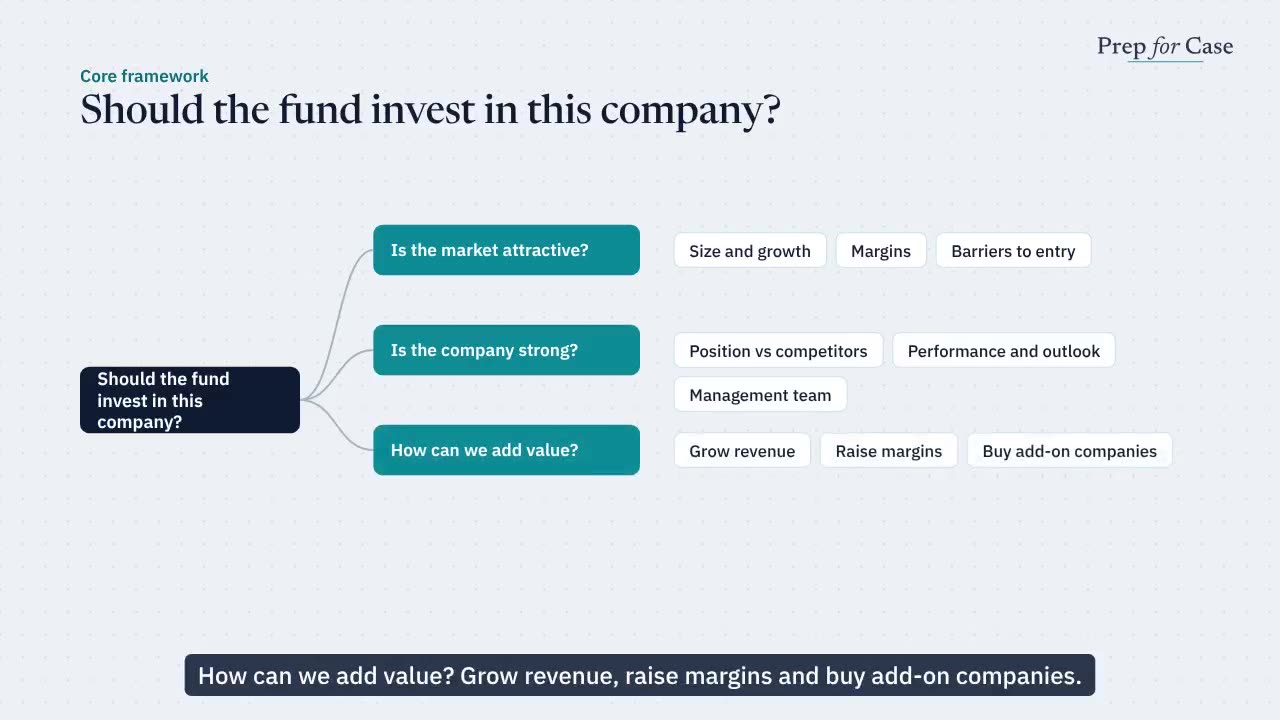 Prep for Case
Core framework
Should the fund invest in this company?
Is the market attractive?
Size and growth
Margins
Barriers to entry
Is the company strong?
Position vs competitors
Performance and outlook
Management team
Should the fund
invest in this
company?
How can we add value?
Grow revenue
Raise margins
Buy add-on companies
How can we add value? Grow revenue, raise margins and buy add-on companies.